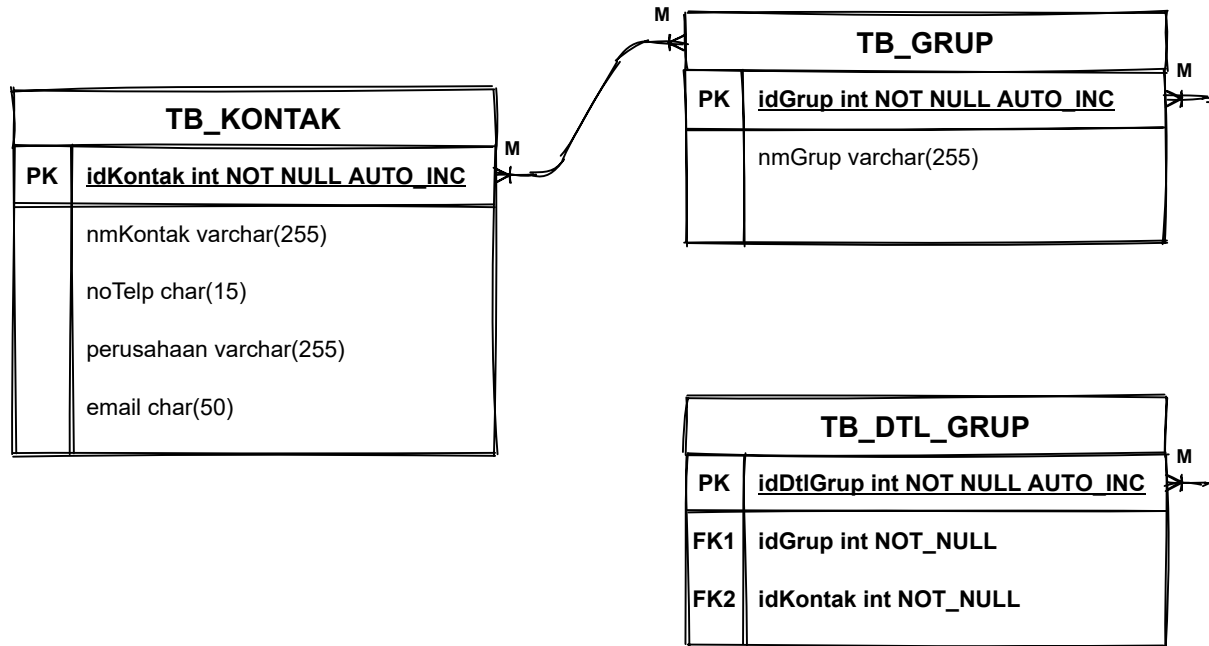 TB_KONTAK
PK idKontak int NOT NULL AUTO_INC
nmKontak varchar(255)
noTelp char(15)
perusahaan varchar(255)
email char(50)
M
M
TB_GRUP
PK idGrup int NOT NULL AUTO_INC
M
nmGrup varchar(255)
TB_DTL_GRUP
PK idDtlGrup int NOT NULL AUTO_INC
M
FK1 idGrup int NOT_NULL
FK2 idKontak int NOT_NULL